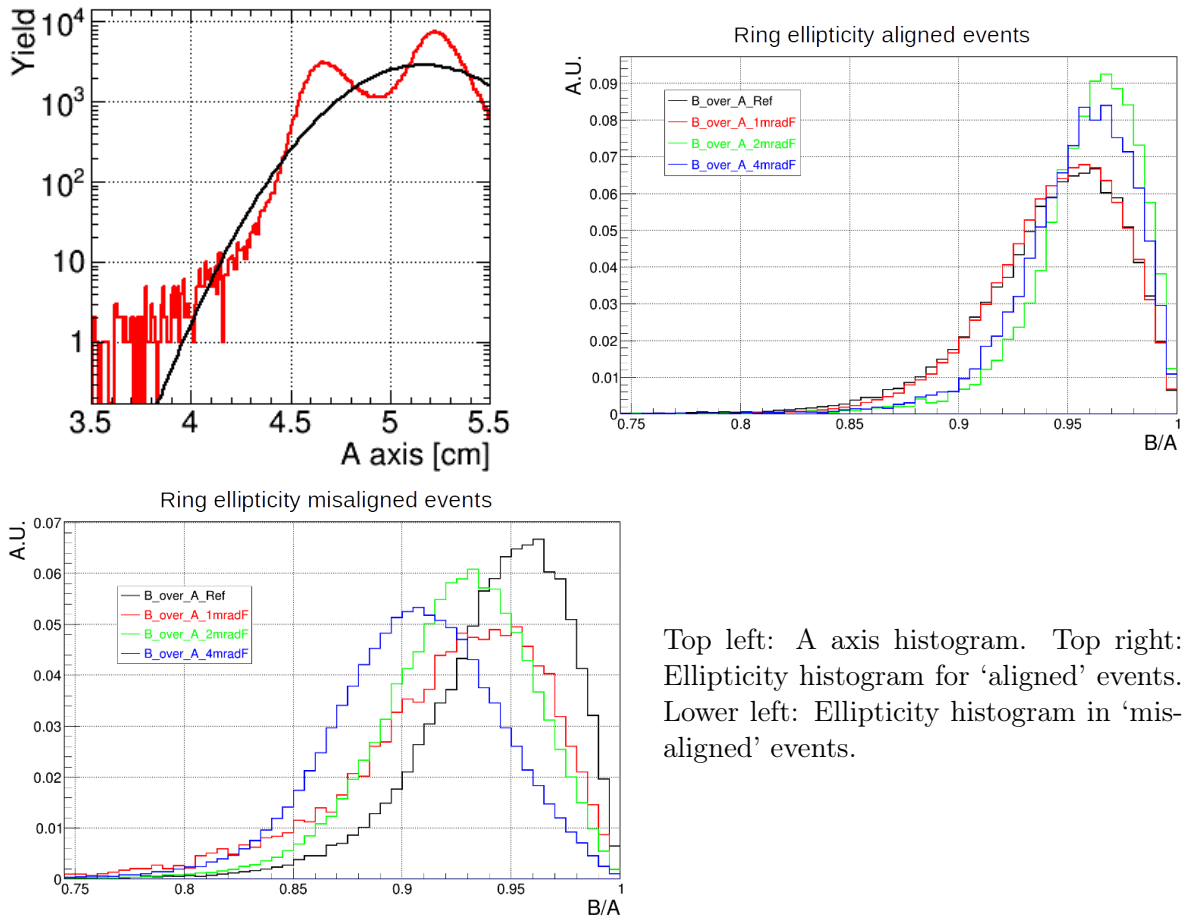 Yield
10⁴
10³
10²
10
1
3.5 4 4.5 5 5.5
A axis [cm]
Ring ellipticity aligned events
A.U.
0.09
0.08
0.07
0.06
0.05
0.04
0.03
0.02
0.01
0
B_over_A_Ref
B_over_A_1mradF
B_over_A_2mradF
B_over_A_4mradF
0.75 0.8 0.85 0.9 0.95 1
B/A
Ring ellipticity misaligned events
A.U.
0.07
0.06
0.05
0.04
0.03
0.02
0.01
0
B_over_A_Ref
B_over_A_1mradF
B_over_A_2mradF
B_over_A_4mradF
0.75 0.8 0.85 0.9 0.95 1
B/A
Top left: A axis histogram. Top right:
Ellipticity histogram for ‘aligned’ events.
Lower left: Ellipticity histogram in ‘mis-
aligned’ events.